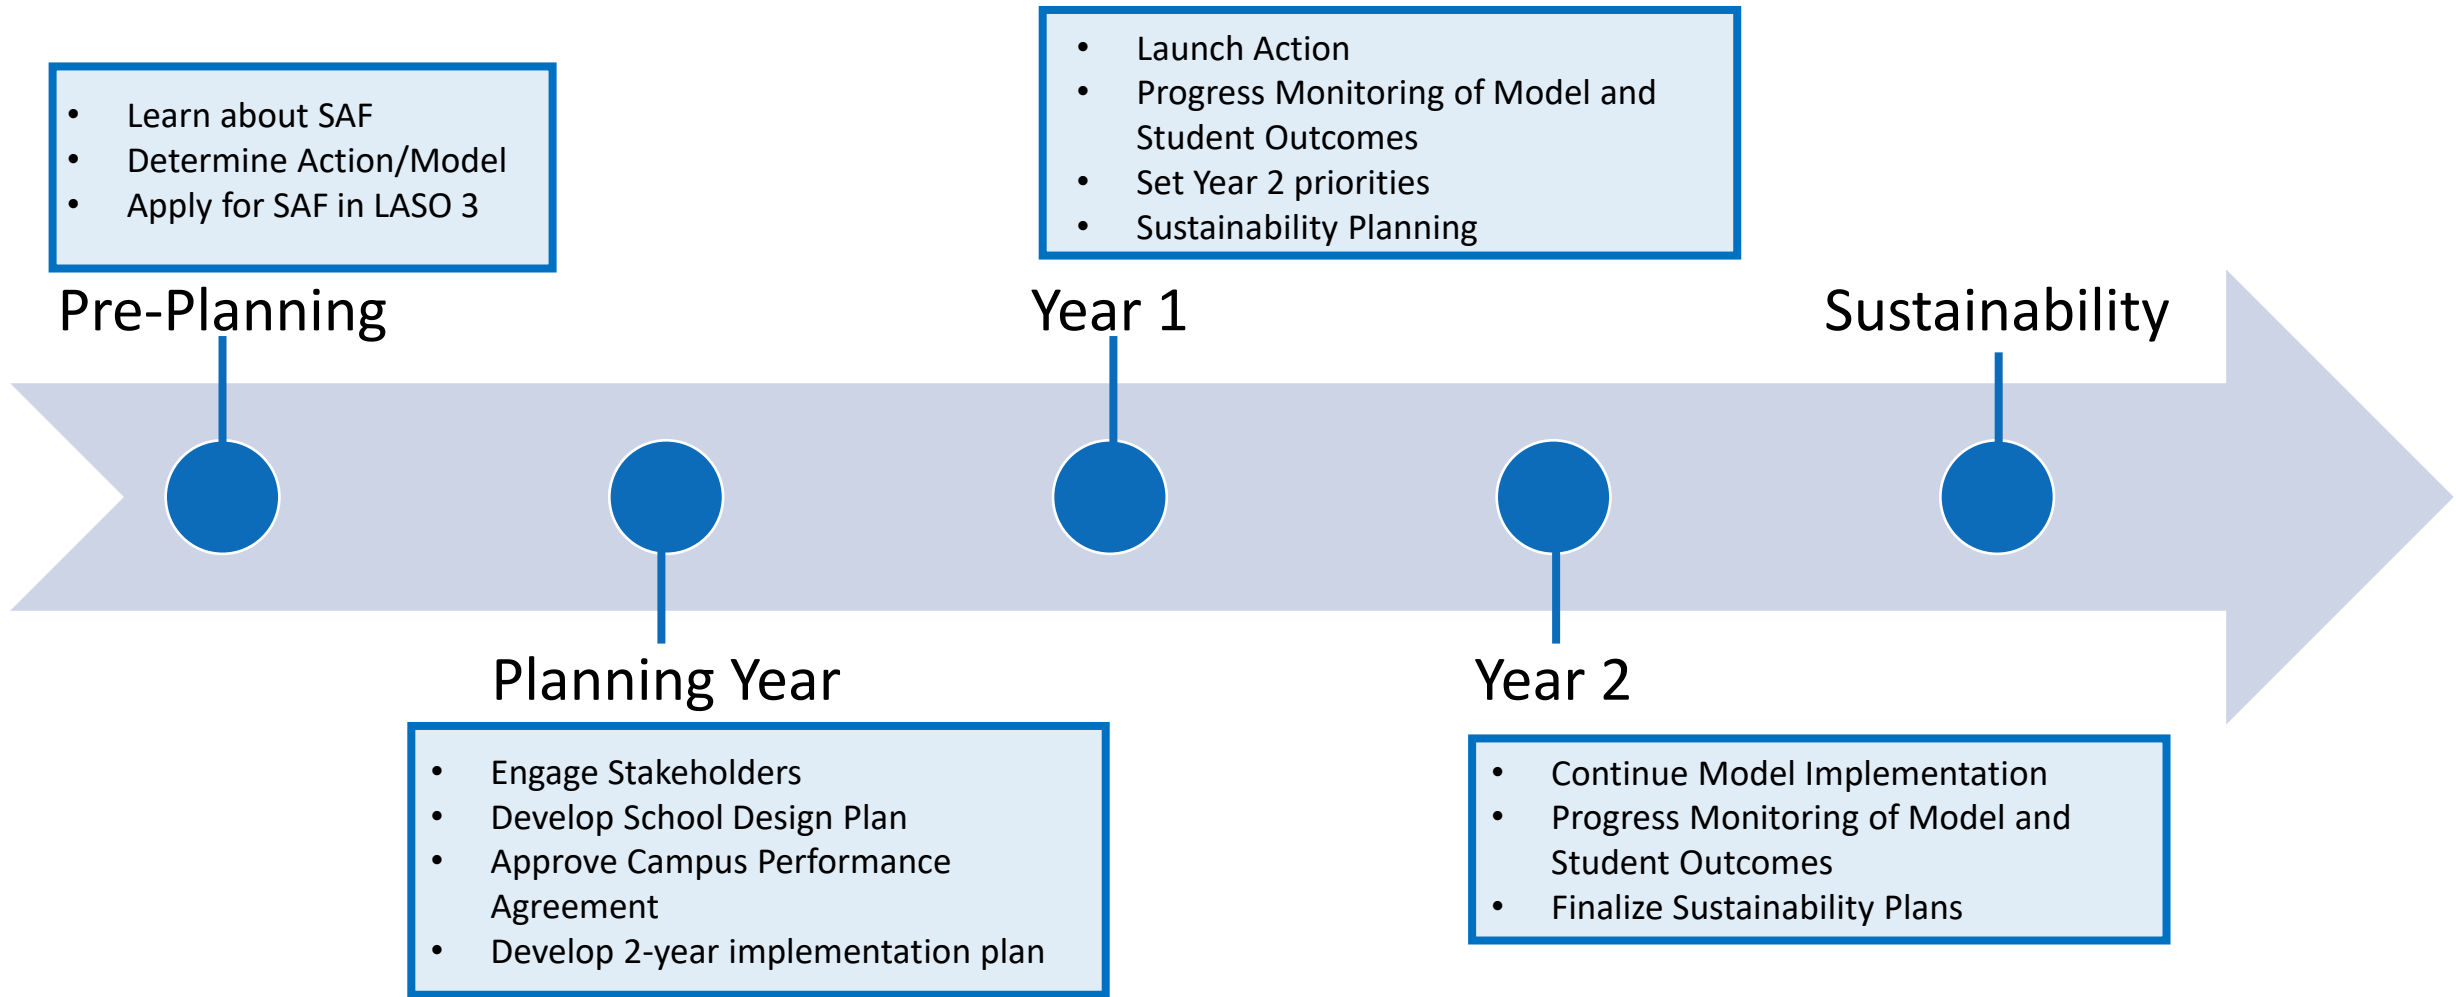 • Learn about SAF
• Determine Action/Model
• Apply for SAF in LASO 3
Pre-Planning
• Engage Stakeholders
• Develop School Design Plan
• Approve Campus Performance
Agreement
• Develop 2-year implementation plan
Planning Year
• Launch Action
• Progress Monitoring of Model and
Student Outcomes
• Set Year 2 priorities
• Sustainability Planning
Year 1
Year 2
• Continue Model Implementation
• Progress Monitoring of Model and
Student Outcomes
• Finalize Sustainability Plans
Sustainability